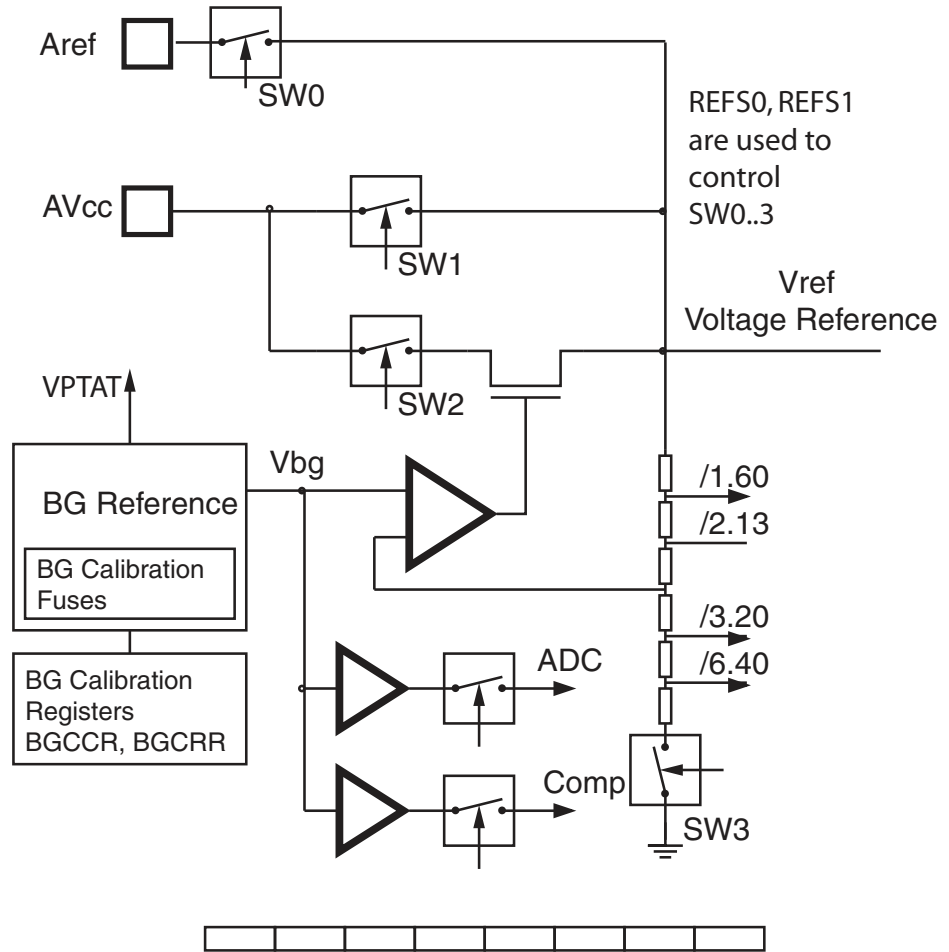 Aref
SW0
REFS0, REFS1
are used to
control
SW0..3
AVcc
SW1
Vref
Voltage Reference
SW2
VPTAT
Vbg
BG Reference
BG Calibration
Fuses
/1.60
/2.13
/3.20
/6.40
BG Calibration
Registers
BGCCR, BGCRR
ADC
Comp
SW3